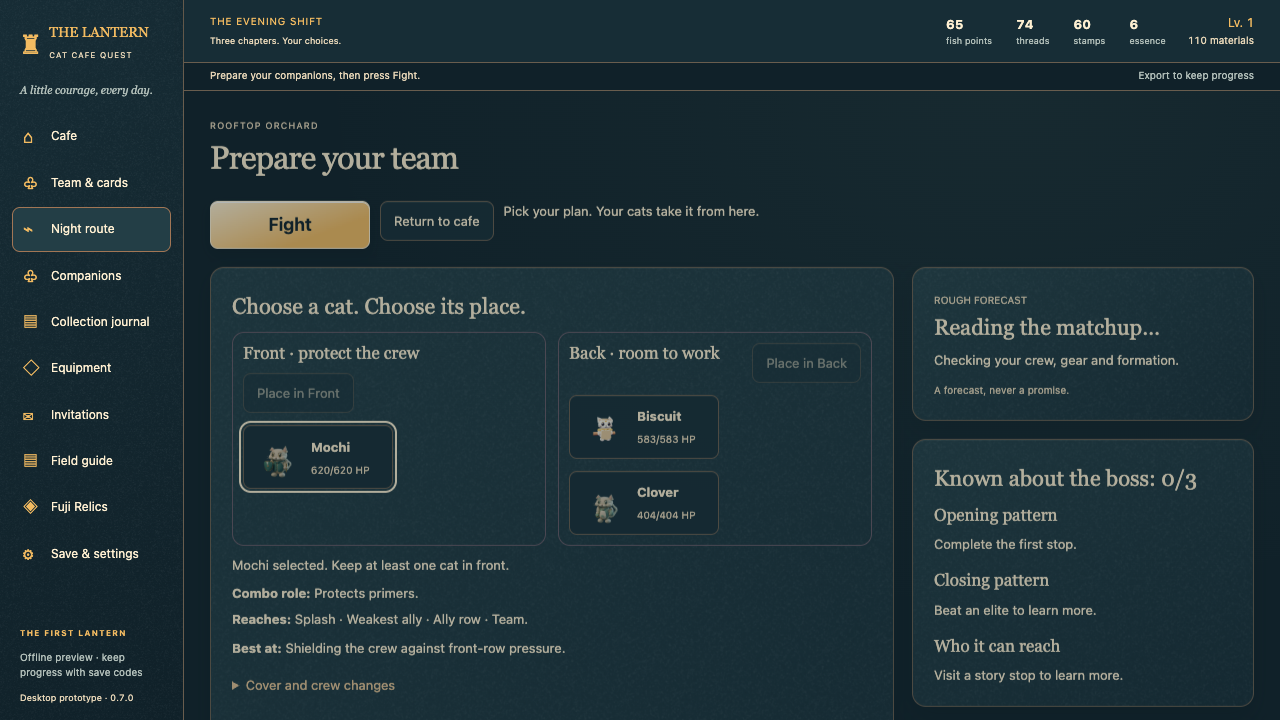 THE LANTERN
CAT CAFE QUEST
A little courage, every day.
Cafe
Team & cards
Night route
Companions
Collection journal
Equipment
Invitations
Field guide
Fuji Relics
Save & settings
THE FIRST LANTERN
Offline preview · keep
progress with save codes
Desktop prototype · 0.7.0
THE EVENING SHIFT
Three chapters. Your choices.
65
fish points
74
threads
60
stamps
6
essence
Lv. 1
110 materials
Prepare your companions, then press Fight.
Export to keep progress
ROOFTOP ORCHARD
Prepare your team
Fight
Return to cafe
Pick your plan. Your cats take it from here.
Choose a cat. Choose its place.
Front · protect the crew
Place in Front
Mochi
620/620 HP
Back · room to work
Place in Back
Biscuit
583/583 HP
Clover
404/404 HP
Mochi selected. Keep at least one cat in front.
Combo role: Protects primers.
Reaches: Splash · Weakest ally · Ally row · Team.
Best at: Shielding the crew against front-row pressure.
Cover and crew changes
ROUGH FORECAST
Reading the matchup...
Checking your crew, gear and formation.
A forecast, never a promise.
Known about the boss: 0/3
Opening pattern
Complete the first stop.
Closing pattern
Beat an elite to learn more.
Who it can reach
Visit a story stop to learn more.